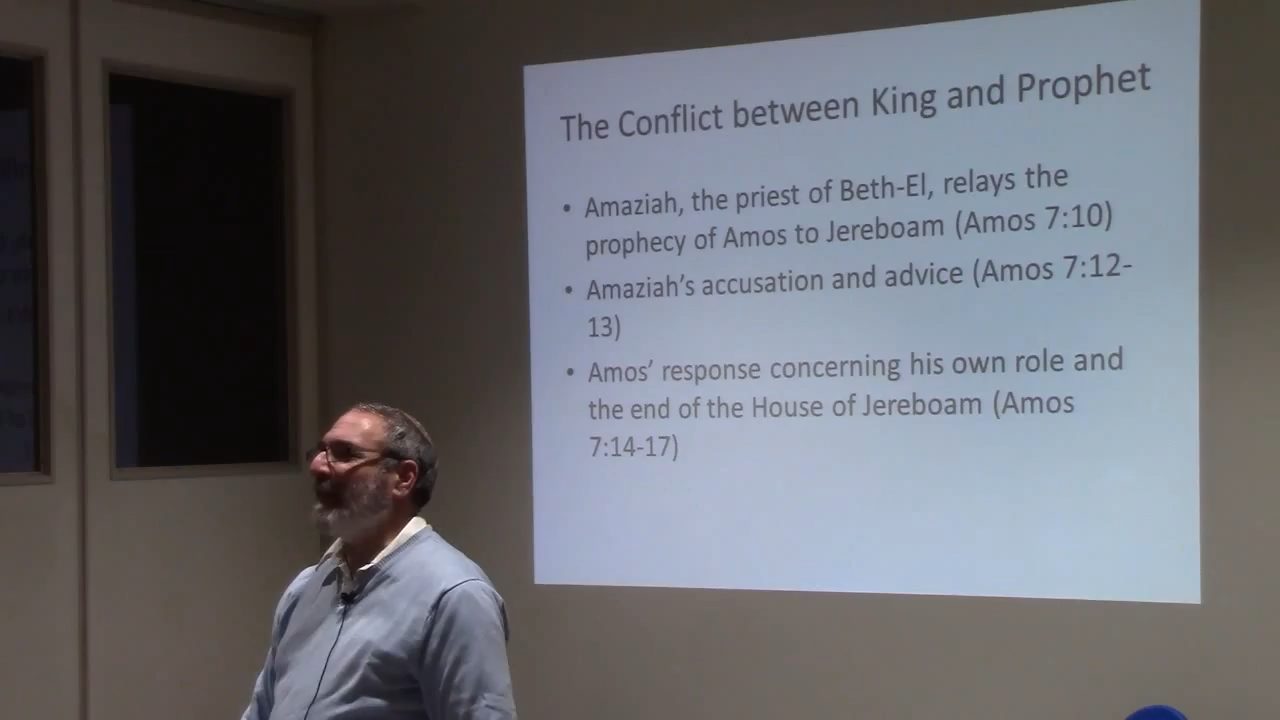 The Conflict between King and Prophet
• Amaziah, the priest of Beth-El, relays the
prophecy of Amos to Jereboam (Amos 7:10)
• Amaziah's accusation and advice (Amos 7:12-
13)
• Amos' response concerning his own role and
the end of the House of Jereboam (Amos
7:14-17)